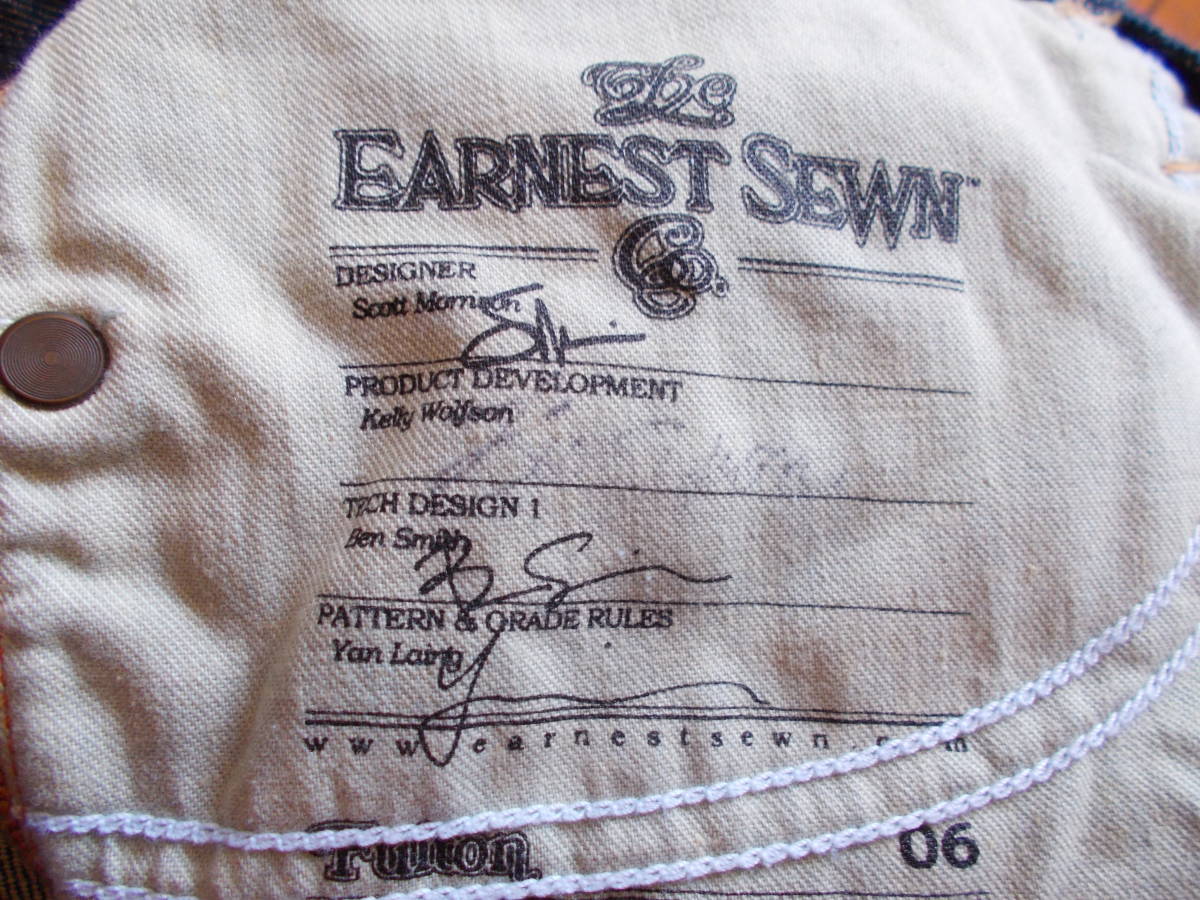 The
EARNEST SEWN™
Co.
DESIGNER
Scott Morrison
PRODUCT DEVELOPMENT
Kelly Wolfson
TECH DESIGN 1
Ben Smith
PATTERN & GRADE RULES
Yan Laing
www.earnestsewn.com
Fulton 06